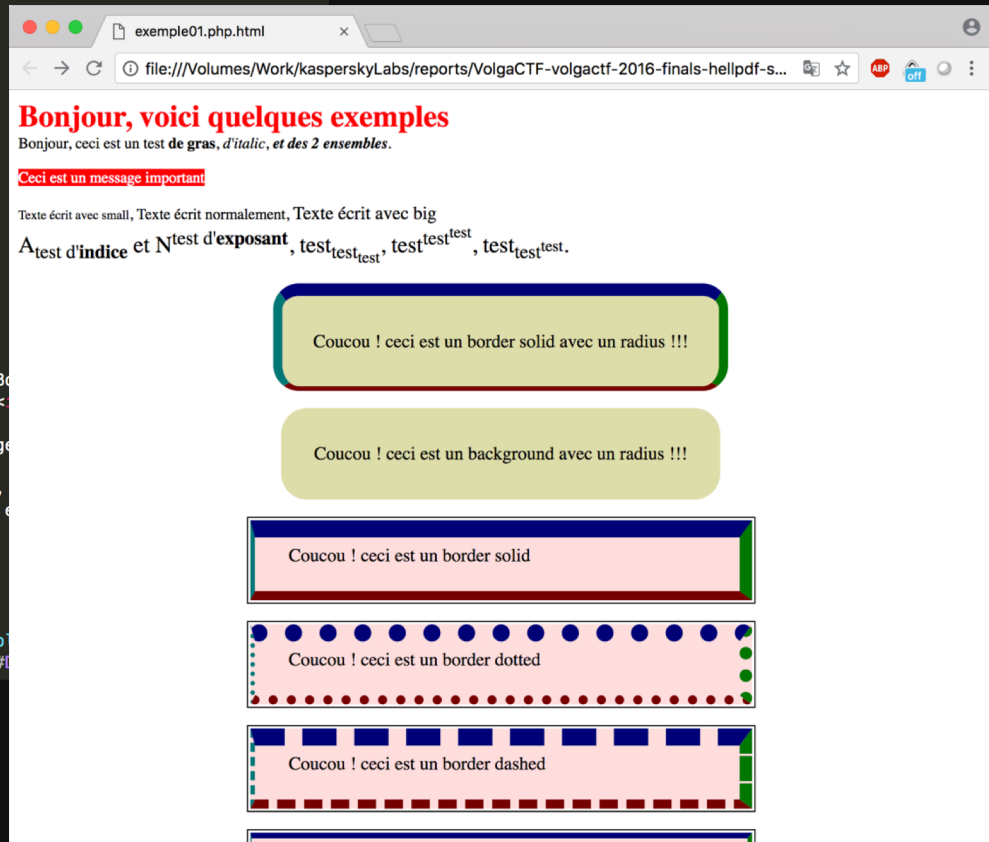 exemple01.php.html
file:///Volumes/Work/kasperskyLabs/reports/VolgaCTF-volgactf-2016-finals-hellpdf-s...
ABP
off
Bonjour, voici quelques exemples
Bonjour, ceci est un test de gras, d'italic, et des 2 ensembles.
Ceci est un message important
Texte écrit avec small, Texte écrit normalement, Texte écrit avec big
Atest d'indice et Ntest d'exposant, testtesttest, testtesttest, testtesttest.
Coucou ! ceci est un border solid avec un radius !!!
Coucou ! ceci est un background avec un radius !!!
Coucou ! ceci est un border solid
Coucou ! ceci est un border dotted
Coucou ! ceci est un border dashed